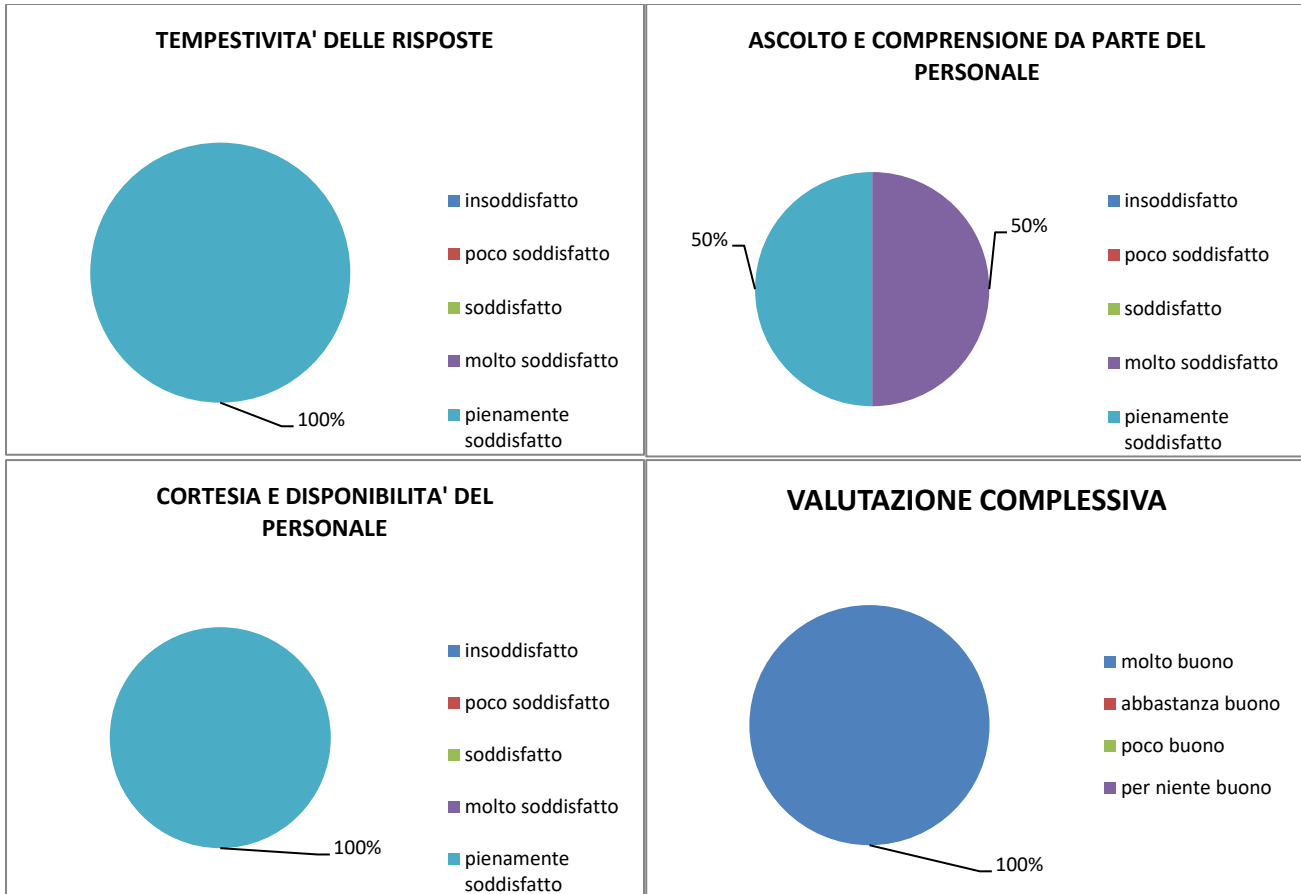 TEMPESTIVITA' DELLE RISPOSTE
insoddisfatto
poco soddisfatto
soddisfatto
molto soddisfatto
pienamente
soddisfatto
100%
ASCOLTO E COMPRENSIONE DA PARTE DEL
PERSONALE
50%
50%
insoddisfatto
poco soddisfatto
soddisfatto
molto soddisfatto
pienamente
soddisfatto
CORTESIA E DISPONIBILITA' DEL
PERSONALE
insoddisfatto
poco soddisfatto
soddisfatto
molto soddisfatto
pienamente
soddisfatto
100%
VALUTAZIONE COMPLESSIVA
molto buono
abbastanza buono
poco buono
per niente buono
100%